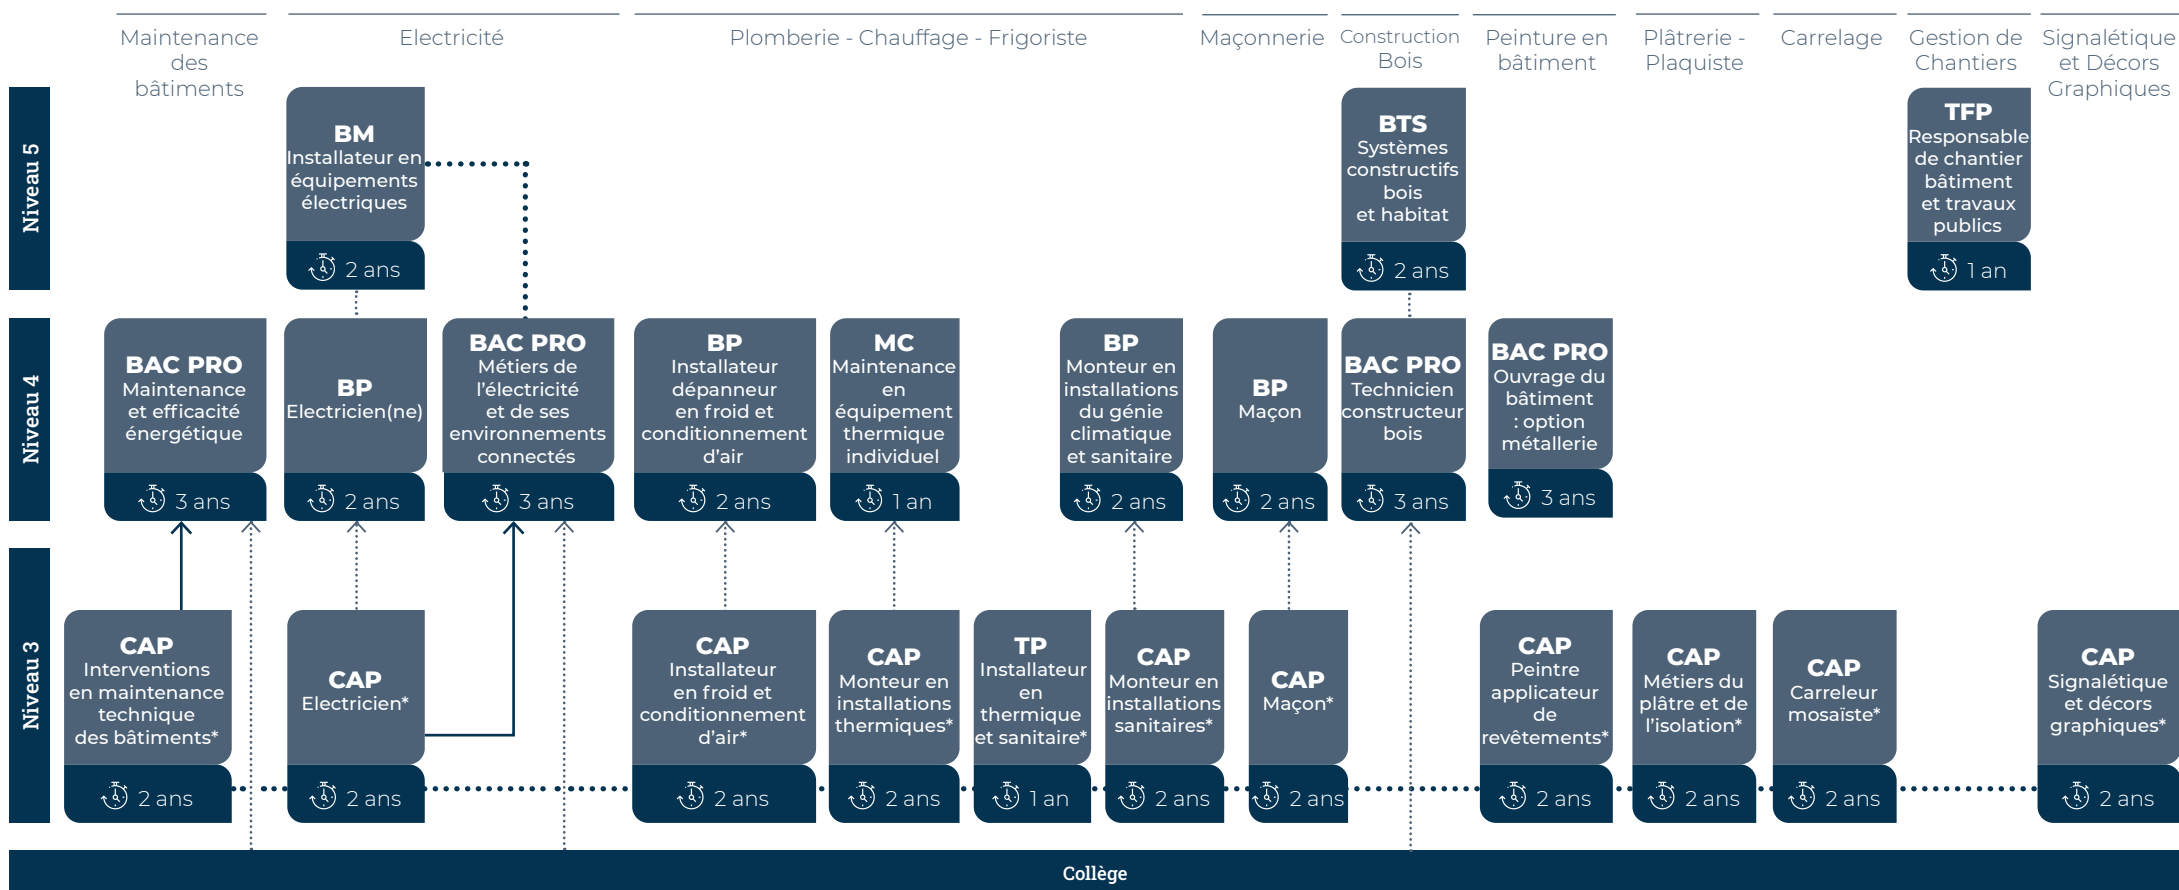 Maintenance
des
bâtiments
Electricité
Plomberie - Chauffage - Frigoriste
Maçonnerie
Construction
Bois
Peinture en
bâtiment
Plâtrerie -
Plaquiste
Carrelage
Gestion de
Chantiers
Signalétique
et Décors
Graphiques
Niveau 5
BM
Installateur en
équipements
électriques
2 ans
BTS
Systèmes
constructifs
bois
et habitat
2 ans
TFP
Responsable
de chantier
bâtiment
et travaux
publics
1 an
Niveau 4
BAC PRO
Maintenance
et efficacité
énergétique
3 ans
BP
Electricien(ne)
2 ans
BAC PRO
Métiers de
l'électricité
et de ses
environnements
connectés
3 ans
BP
Installateur
dépanneur
en froid et
conditionnement
d'air
2 ans
MC
Maintenance
en
équipement
thermique
individuel
1 an
BP
Monteur en
installations
du génie
climatique
et sanitaire
2 ans
BP
Maçon
2 ans
BAC PRO
Technicien
constructeur
bois
3 ans
BAC PRO
Ouvrage du
bâtiment
: option
métallerie
3 ans
Niveau 3
CAP
Interventions
en maintenance
technique
des bâtiments*
2 ans
CAP
Electricien*
2 ans
CAP
Installateur
en froid et
conditionnement
d'air*
2 ans
CAP
Monteur en
installations
thermiques*
2 ans
TP
Installateur
en
thermique
et sanitaire*
1 an
CAP
Monteur en
installations
sanitaires*
2 ans
CAP
Maçon*
2 ans
CAP
Peintre
applicateur
de
revêtements*
2 ans
CAP
Métiers du
plâtre et de
l'isolation*
2 ans
CAP
Carreleur
mosaïste*
2 ans
CAP
Signalétique
et décors
graphiques*
2 ans
Collège